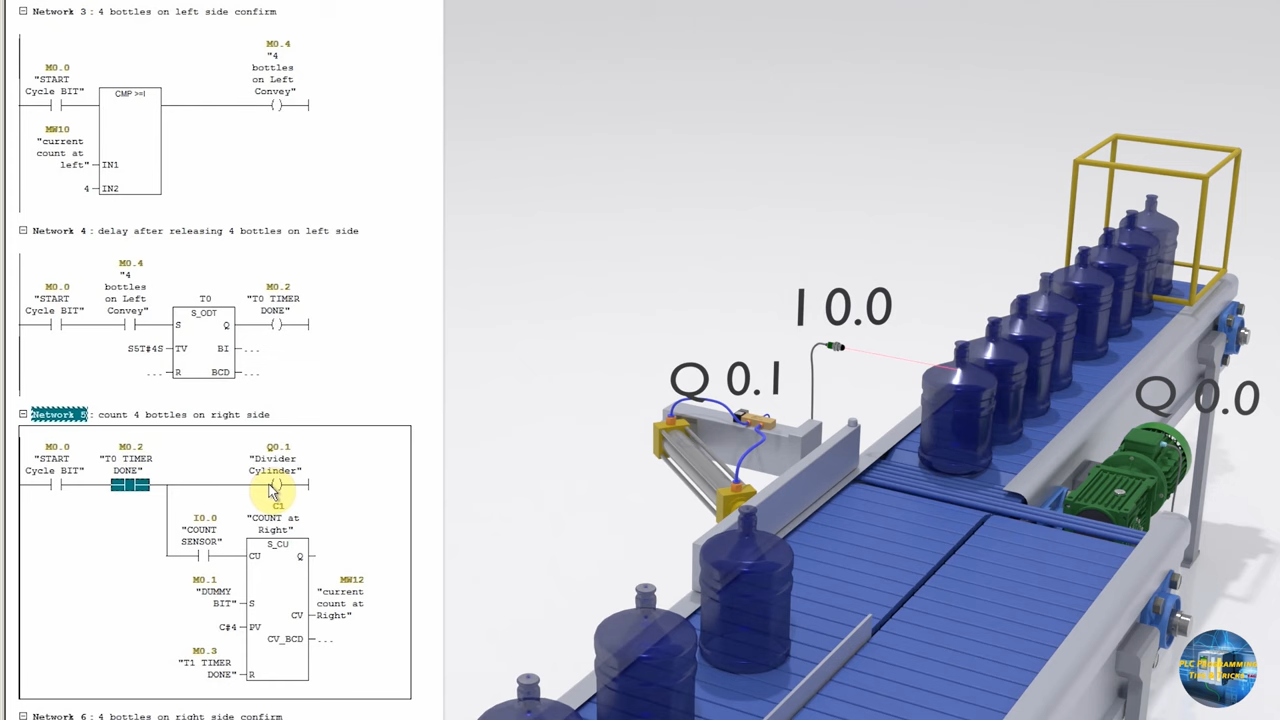 Network 3 : 4 bottles on left side confirm
M0.4
"4
bottles
on Left
Convey"
M0.0
"START
Cycle BIT"
CMP >=I
MW10
"current
count at
left"
IN1
4
IN2
Network 4 : delay after releasing 4 bottles on left side
M0.4
"4
bottles
on Left
Convey"
M0.0
"START
Cycle BIT"
T0
S_ODT
M0.2
"T0 TIMER
DONE"
S
Q
S5T#4S
TV
BI
...
...
R
BCD
...
Network 5 : count 4 bottles on right side
M0.0
"START
Cycle BIT"
M0.2
"T0 TIMER
DONE"
Q0.1
"Divider
Cylinder"
C1
"COUNT at
Right"
I0.0
"COUNT
SENSOR"
S_CU
CU
Q
M0.1
"DUMMY
BIT"
S
MW12
"current
count at
Right"
CV
C#4
PV
CV_BCD
...
M0.3
"T1 TIMER
DONE"
R
Network 6 : 4 bottles on right side confirm
I 0.0
Q 0.1
Q 0.0
PLC PROGRAMMING
TIPS & TRICKS